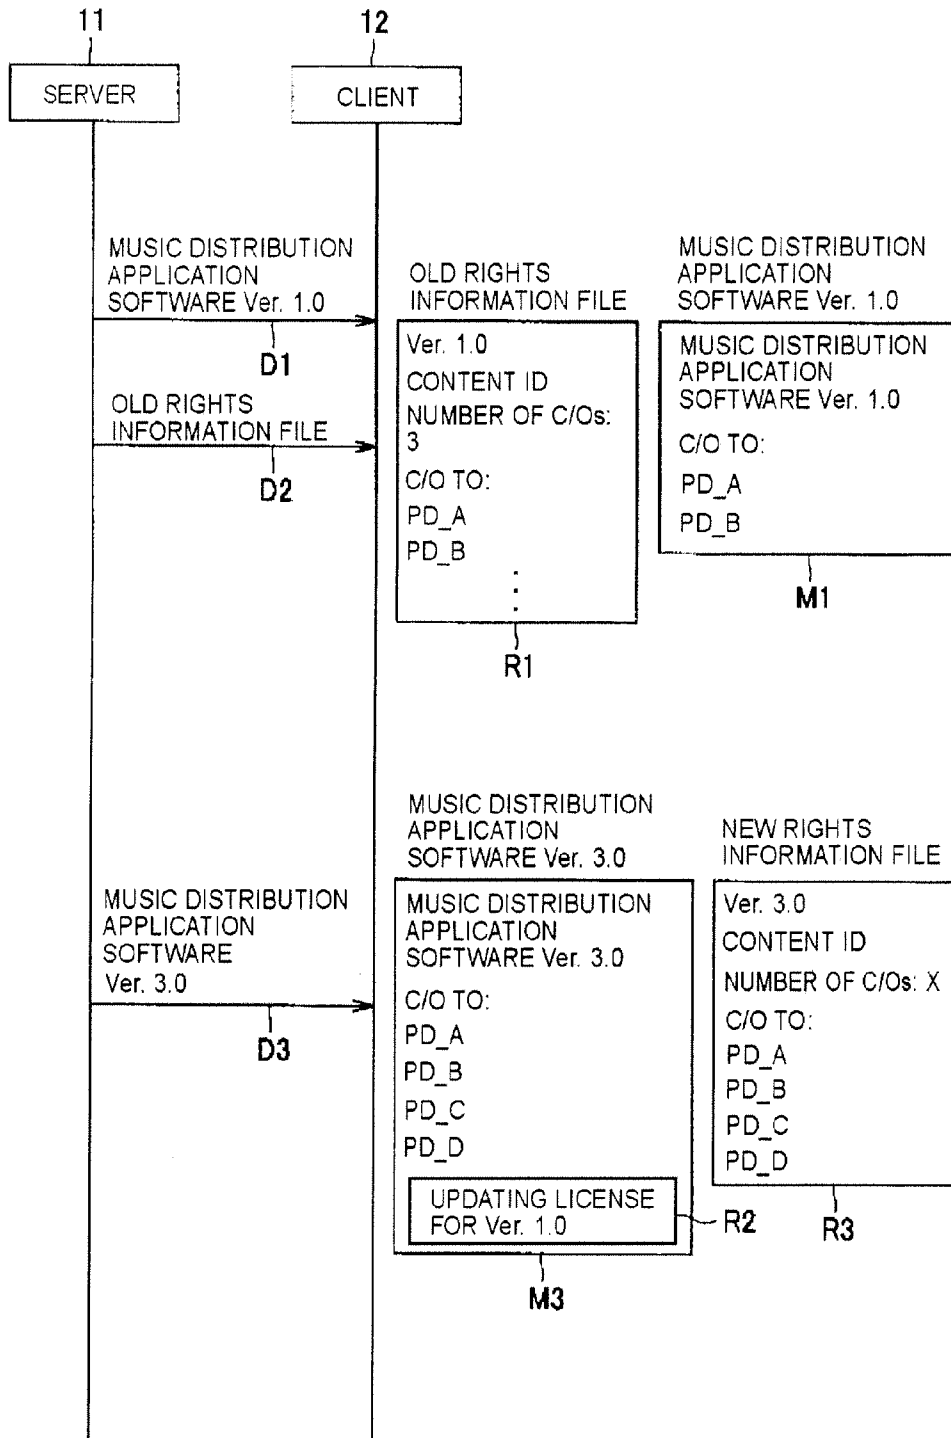 11
12
SERVER
CLIENT
MUSIC DISTRIBUTION
APPLICATION
SOFTWARE Ver. 1.0
D1
OLD RIGHTS
INFORMATION FILE
D2
OLD RIGHTS
INFORMATION FILE
Ver. 1.0
CONTENT ID
NUMBER OF C/Os:
3
C/O TO:
PD_A
PD_B
R1
MUSIC DISTRIBUTION
APPLICATION
SOFTWARE Ver. 1.0
MUSIC DISTRIBUTION
APPLICATION
SOFTWARE Ver. 1.0
C/O TO:
PD_A
PD_B
M1
MUSIC DISTRIBUTION
APPLICATION
SOFTWARE
Ver. 3.0
D3
MUSIC DISTRIBUTION
APPLICATION
SOFTWARE Ver. 3.0
MUSIC DISTRIBUTION
APPLICATION
SOFTWARE Ver. 3.0
C/O TO:
PD_A
PD_B
PD_C
PD_D
UPDATING LICENSE
FOR Ver. 1.0
R2
M3
NEW RIGHTS
INFORMATION FILE
Ver. 3.0
CONTENT ID
NUMBER OF C/Os: X
C/O TO:
PD_A
PD_B
PD_C
PD_D
R3